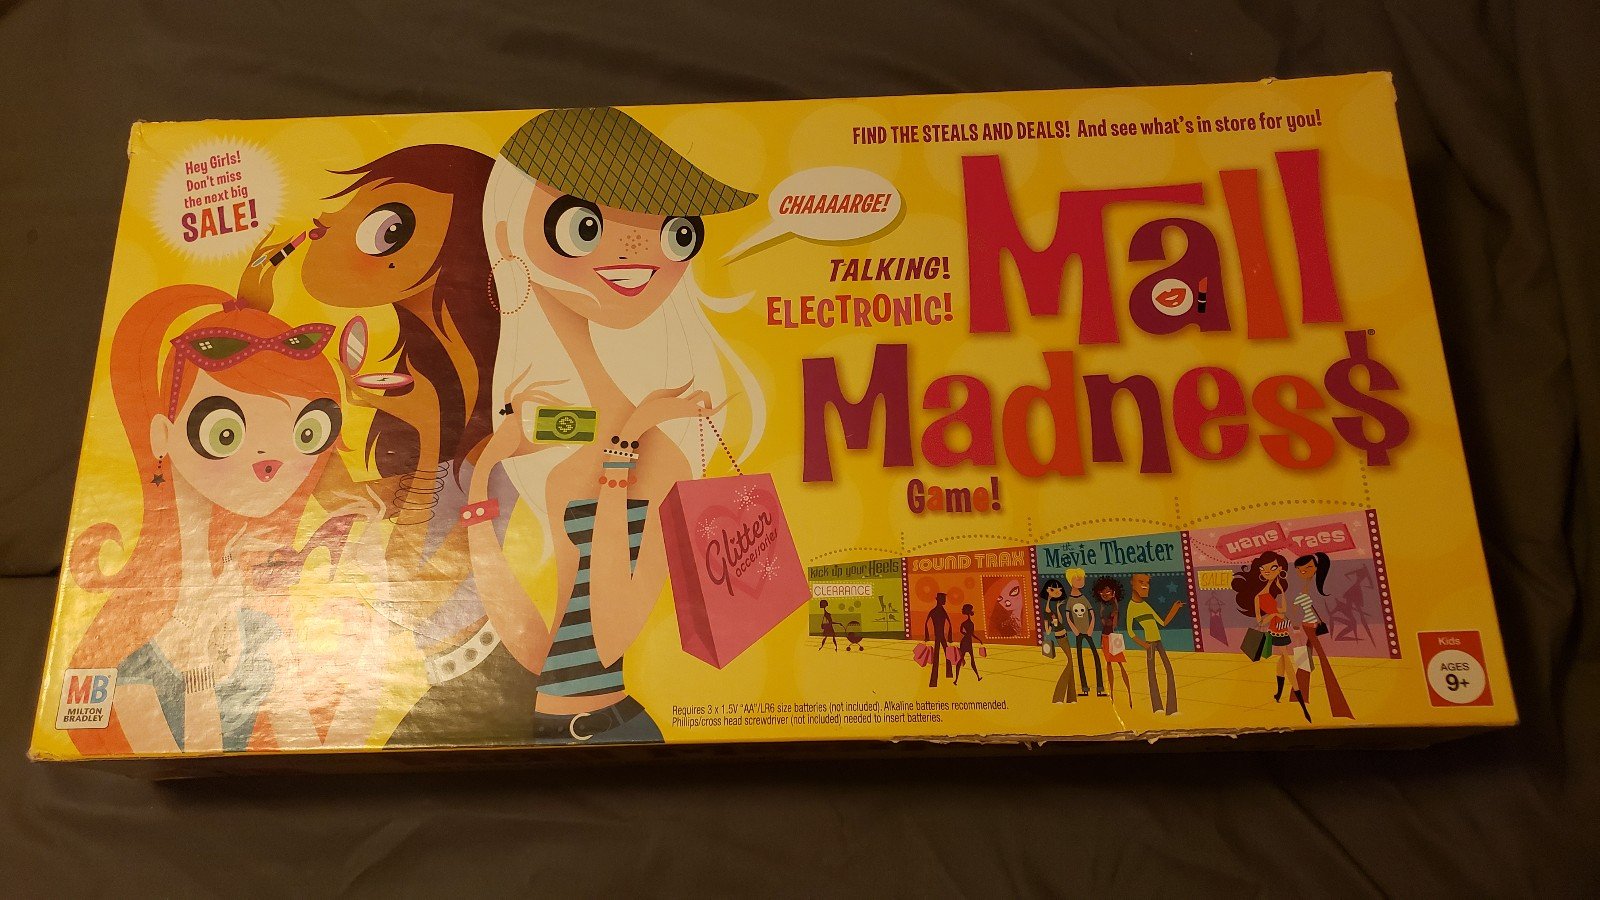 FIND THE STEALS AND DEALS! And see what's in store for you!
Hey Girls!
Don't miss
the next big
SALE!
CHAAAARGE!
TALKING!
ELECTRONIC!
Mall
Madne$$
Game!
Glitter
accessories
Kick up your Heels
CLEARANCE
SOUND TRAX
the Movie Theater
HANG TAGS
SALE!
Kids
AGES
9+
MB
MILTON
BRADLEY
Requires 3 x 1.5V "AA"/LR6 size batteries (not included). Alkaline batteries recommended.
Phillips/cross head screwdriver (not included) needed to insert batteries.